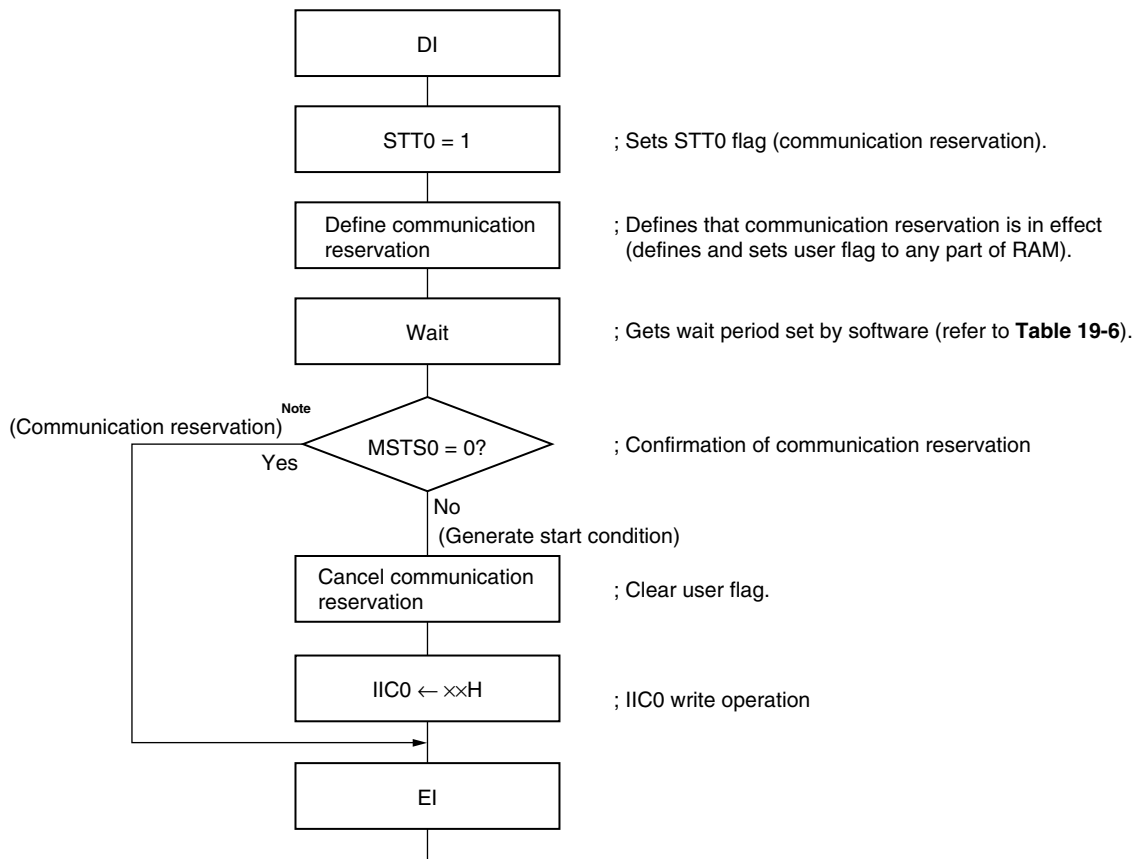 DI
STT0 = 1
; Sets STT0 flag (communication reservation).
Define communication
reservation
; Defines that communication reservation is in effect
(defines and sets user flag to any part of RAM).
Wait
; Gets wait period set by software (refer to Table 19-6).
(Communication reservation)Note
MSTS0 = 0?
; Confirmation of communication reservation
Yes
No
(Generate start condition)
Cancel communication
reservation
; Clear user flag.
IIC0 ← ××H
; IIC0 write operation
EI